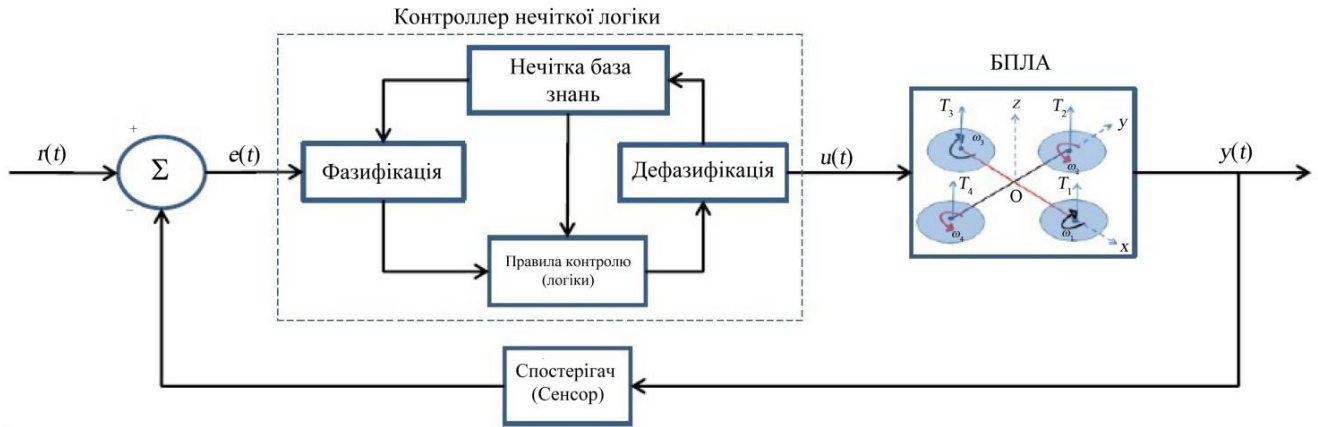 Контроллер нечіткої логіки
БПЛА
Нечітка база
знань
+
r(t)
Σ
−
e(t)
Фазифікація
Дефазифікація
u(t)
y(t)
Правила контролю
(логіки)
T3
z
T2
y
ω3
ω2
T4
T1
O
ω4
ω1
x
Спостерігач
(Сенсор)